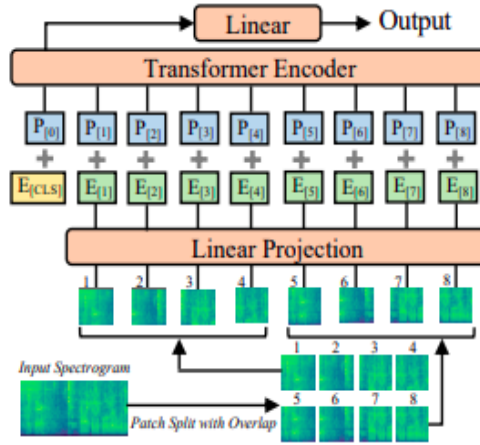 Linear Output
Transformer Encoder
P[0] P[1] P[2] P[3] P[4] P[5] P[6] P[7] P[8]
+ + + + + + + + +
E[CLS] E[1] E[2] E[3] E[4] E[5] E[6] E[7] E[8]
Linear Projection
1 2 3 4 5 6 7 8
1 2 3 4
Input Spectrogram
5 6 7 8
Patch Split with Overlap